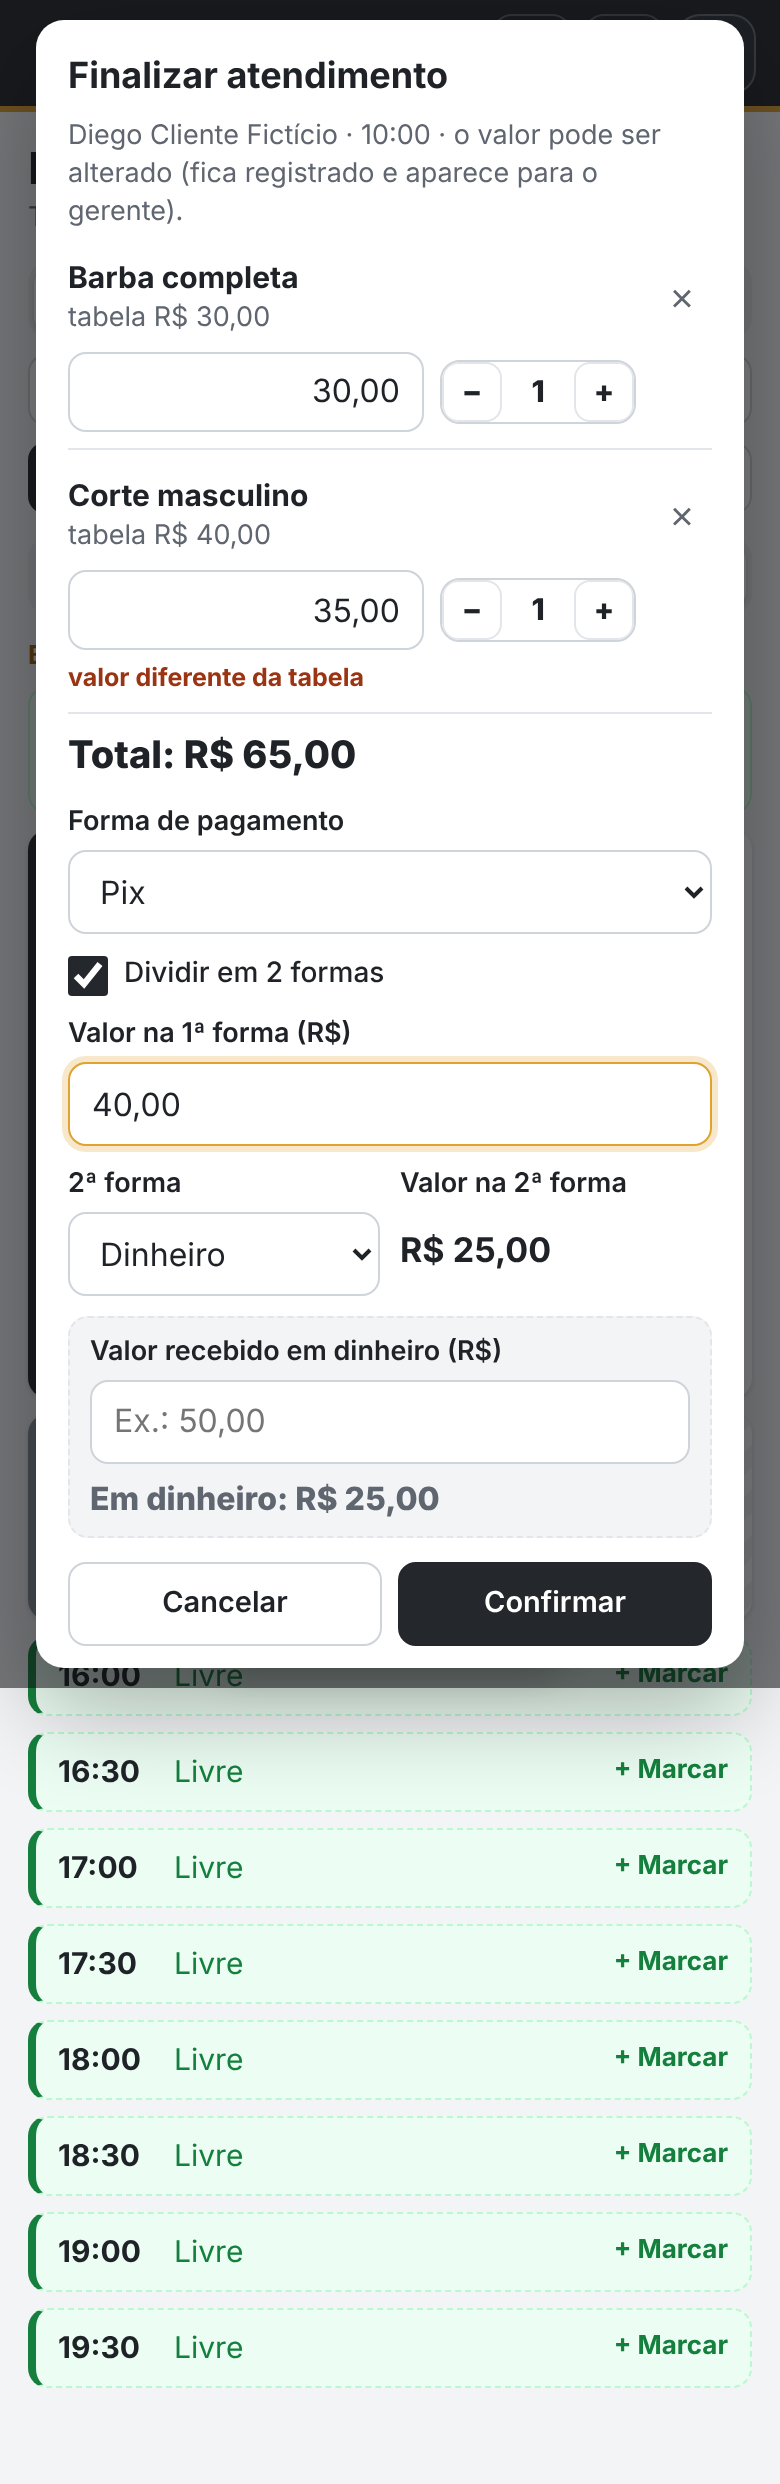 Finalizar atendimento
Diego Cliente Fictício · 10:00 · o valor pode ser
alterado (fica registrado e aparece para o
gerente).
Barba completa
tabela R$ 30,00
×
30,00
− 1 +
Corte masculino
tabela R$ 40,00
×
35,00
− 1 +
valor diferente da tabela
Total: R$ 65,00
Forma de pagamento
Pix
Dividir em 2 formas
Valor na 1ª forma (R$)
40,00
2ª forma
Valor na 2ª forma
Dinheiro
R$ 25,00
Valor recebido em dinheiro (R$)
Ex.: 50,00
Em dinheiro: R$ 25,00
Cancelar
Confirmar
16:00 Livre + Marcar
16:30 Livre + Marcar
17:00 Livre + Marcar
17:30 Livre + Marcar
18:00 Livre + Marcar
18:30 Livre + Marcar
19:00 Livre + Marcar
19:30 Livre + Marcar